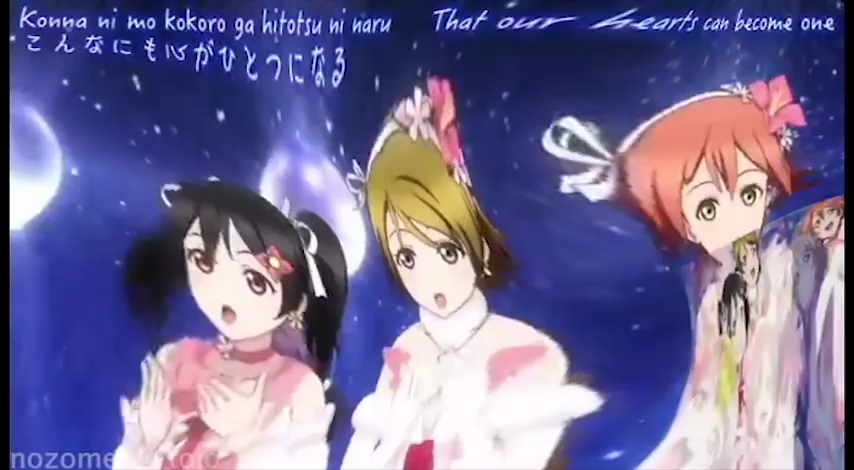 Konna ni mo kokoro ga hitotsu ni naru
That our hearts can become one
こんなにも心がひとつになる